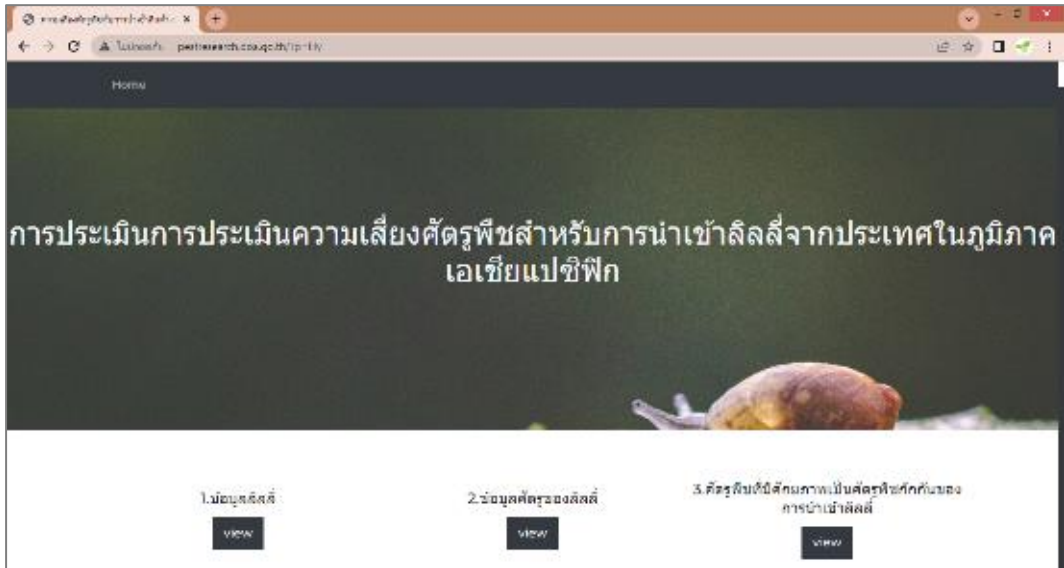 Home
การประเมินการประเมินความเสี่ยงศัตรูพืชสำหรับการนำเข้าลิลลี่จากประเทศในภูมิภาค
เอเชียแปซิฟิก
1.ข้อมูลลิลลี่
2.ข้อมูลศัตรูของลิลลี่
3.ศัตรูพืชที่มีศักยภาพเป็นศัตรูพืชกักกันของ
การนำเข้าลิลลี่
view
view
view